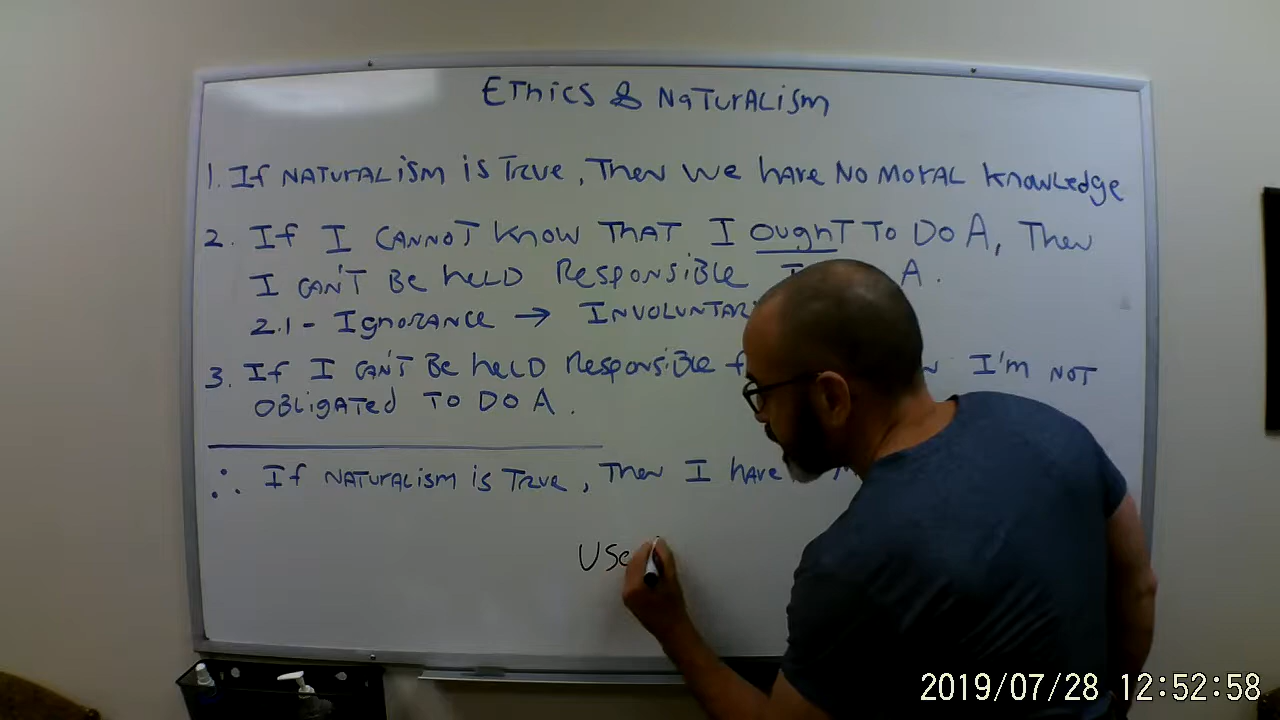 Ethics & Naturalism
1. If Naturalism is True, Then we have no moral knowledge
2. If I cannot know that I ought to do A, Then
I can't be held responsible A.
2.1 - Ignorance → 
3. If I can't be held responsible I'm not
obligated to do A.
∴ If Naturalism is True, Then I have
Use
2019/07/28 12:52:58